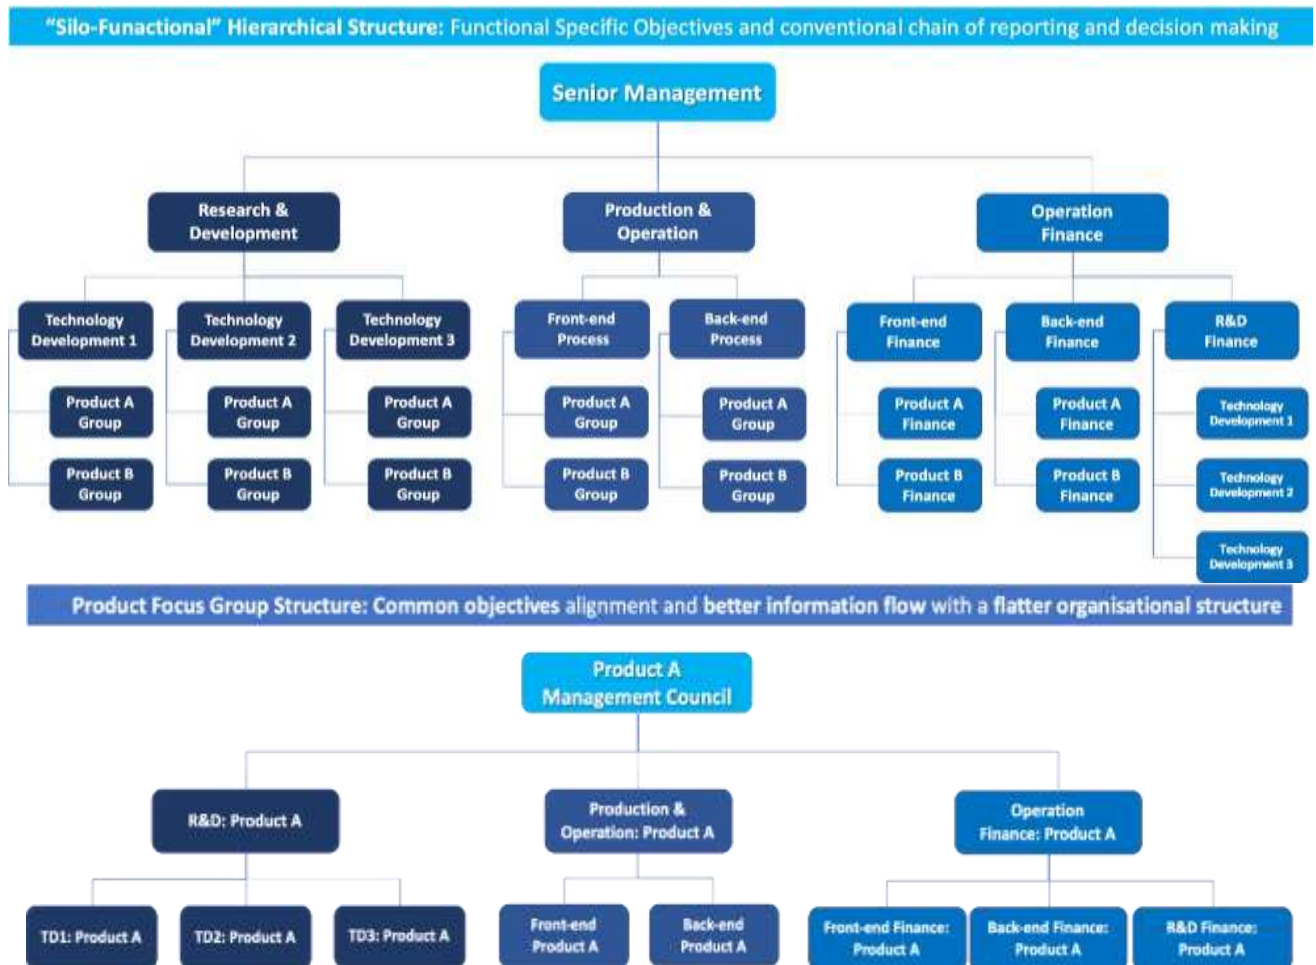 “Silo-Funactional” Hierarchical Structure: Functional Specific Objectives and conventional chain of reporting and decision making
Senior Management
Research &
Development
Production &
Operation
Operation
Finance
Technology
Development 1
Technology
Development 2
Technology
Development 3
Front-end
Process
Back-end
Process
Front-end
Finance
Back-end
Finance
R&D
Finance
Product A
Group
Product A
Group
Product A
Group
Product A
Group
Product A
Group
Product A
Finance
Product A
Finance
Technology
Development 1
Product B
Group
Product B
Group
Product B
Group
Product B
Group
Product B
Group
Product B
Finance
Product B
Finance
Technology
Development 2
Technology
Development 3
Product Focus Group Structure: Common objectives alignment and better information flow with a flatter organisational structure
Product A
Management Council
R&D: Product A
Production &
Operation: Product A
Operation
Finance: Product A
TD1: Product A
TD2: Product A
TD3: Product A
Front-end
Product A
Back-end
Product A
Front-end Finance:
Product A
Back-end Finance:
Product A
R&D Finance:
Product A